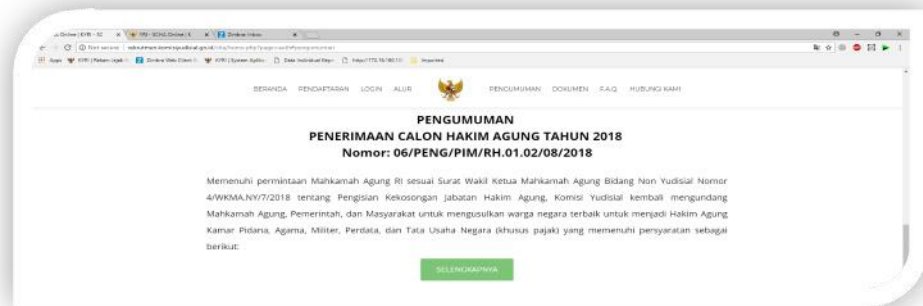 Not secure
Apps
BERANDA PENDAFTARAN LOGIN ALUR PENGUMUMAN DOKUMEN F.A.Q HUBUNGI KAMI
PENGUMUMAN
PENERIMAAN CALON HAKIM AGUNG TAHUN 2018
Nomor: 06/PENG/PIM/RH.01.02/08/2018
Memenuhi permintaan Mahkamah Agung RI sesuai Surat Wakil Ketua Mahkamah Agung Bidang Non Yudisial Nomor
4/WKMA.NY/7/2018 tentang Pengisian Kekosongan Jabatan Hakim Agung, Komisi Yudisial kembali mengundang
Mahkamah Agung, Pemerintah, dan Masyarakat untuk mengusulkan warga negara terbaik untuk menjadi Hakim Agung
Kamar Pidana, Agama, Militer, Perdata, dan Tata Usaha Negara (khusus pajak) yang memenuhi persyaratan sebagai
berikut:
SELENGKAPNYA